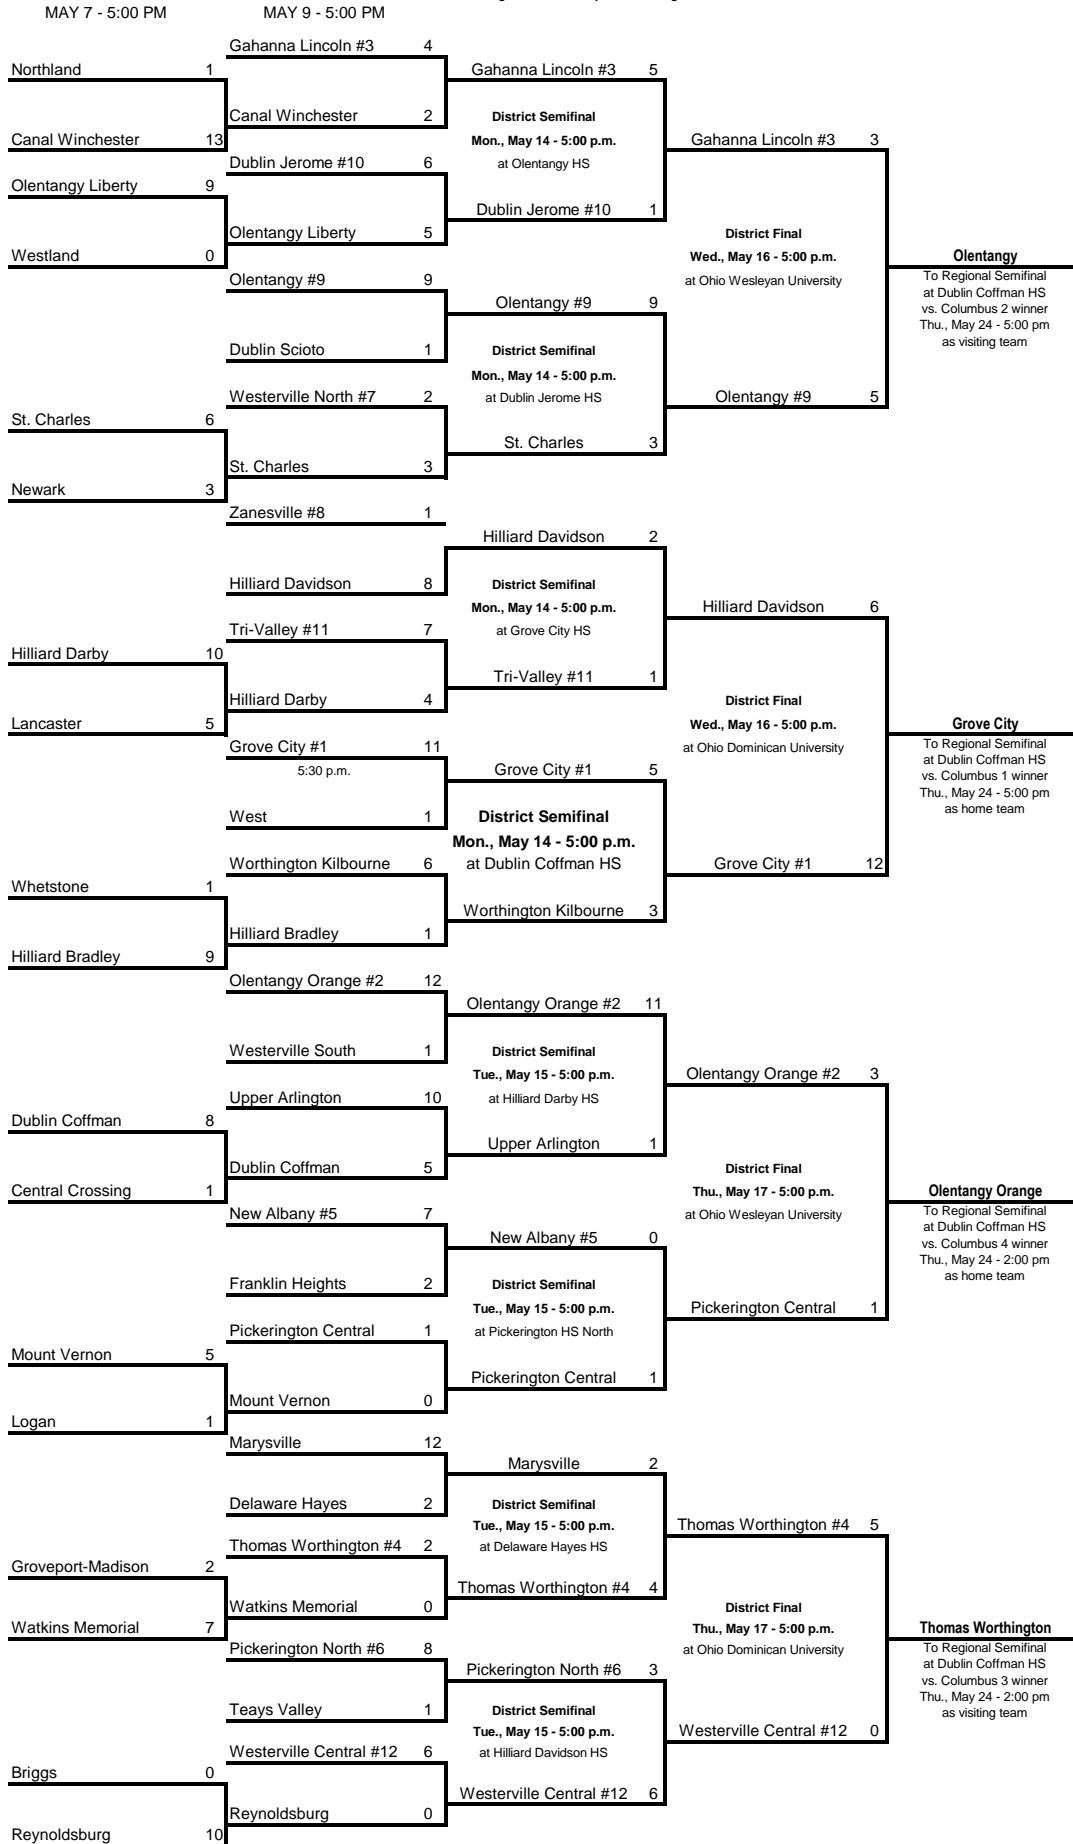 MAY 7 - 5:00 PM MAY 9 - 5:00 PM
Gahanna Lincoln #3 4
Northland 1 Gahanna Lincoln #3 5
Canal Winchester 2 District Semifinal
Canal Winchester 13 Mon., May 14 - 5:00 p.m. Gahanna Lincoln #3 3
Dublin Jerome #10 6 at Olentangy HS
Olentangy Liberty 9
Dublin Jerome #10 1
Olentangy Liberty 5 District Final
Westland 0 Wed., May 16 - 5:00 p.m. Olentangy
Olentangy #9 9 at Ohio Wesleyan University To Regional Semifinal
at Dublin Coffman HS
Olentangy #9 9 vs. Columbus 2 winner
Thu., May 24 - 5:00 pm
Dublin Scioto 1 District Semifinal as visiting team
Mon., May 14 - 5:00 p.m.
Westerville North #7 2 at Dublin Jerome HS Olentangy #9 5
St. Charles 6
St. Charles 3
St. Charles 3
Newark 3
Zanesville #8 1
Hilliard Davidson 2
Hilliard Davidson 8 District Semifinal
Mon., May 14 - 5:00 p.m. Hilliard Davidson 6
Tri-Valley #11 7 at Grove City HS
Hilliard Darby 10
Tri-Valley #11 1
Hilliard Darby 4 District Final
Lancaster 5 Wed., May 16 - 5:00 p.m. Grove City
Grove City #1 11 at Ohio Dominican University To Regional Semifinal
at Dublin Coffman HS
5:30 p.m. Grove City #1 5 vs. Columbus 1 winner
Thu., May 24 - 5:00 pm
West 1 District Semifinal as home team
Mon., May 14 - 5:00 p.m.
Worthington Kilbourne 6 at Dublin Coffman HS Grove City #1 12
Whetstone 1
Worthington Kilbourne 3
Hilliard Bradley 1
Hilliard Bradley 9
Olentangy Orange #2 12
Olentangy Orange #2 11
Westerville South 1 District Semifinal
Tue., May 15 - 5:00 p.m. Olentangy Orange #2 3
Upper Arlington 10 at Hilliard Darby HS
Dublin Coffman 8
Upper Arlington 1
Dublin Coffman 5 District Final
Central Crossing 1 Thu., May 17 - 5:00 p.m. Olentangy Orange
New Albany #5 7 at Ohio Wesleyan University To Regional Semifinal
at Dublin Coffman HS
New Albany #5 0 vs. Columbus 4 winner
Thu., May 24 - 2:00 pm
Franklin Heights 2 District Semifinal as home team
Tue., May 15 - 5:00 p.m. Pickerington Central 1
Pickerington Central 1 at Pickerington HS North
Mount Vernon 5
Pickerington Central 1
Mount Vernon 0
Logan 1
Marysville 12
Marysville 2
Delaware Hayes 2 District Semifinal
Tue., May 15 - 5:00 p.m. Thomas Worthington #4 5
Thomas Worthington #4 2 at Delaware Hayes HS
Groveport-Madison 2
Thomas Worthington #4 4
Watkins Memorial 0 District Final
Watkins Memorial 7 Thu., May 17 - 5:00 p.m. Thomas Worthington
Pickerington North #6 8 at Ohio Dominican University To Regional Semifinal
at Dublin Coffman HS
Pickerington North #6 3 vs. Columbus 3 winner
Thu., May 24 - 2:00 pm
Teays Valley 1 District Semifinal as visiting team
Tue., May 15 - 5:00 p.m. Westerville Central #12 0
Westerville Central #12 6 at Hilliard Davidson HS
Briggs 0
Westerville Central #12 6
Reynoldsburg 0
Reynoldsburg 10